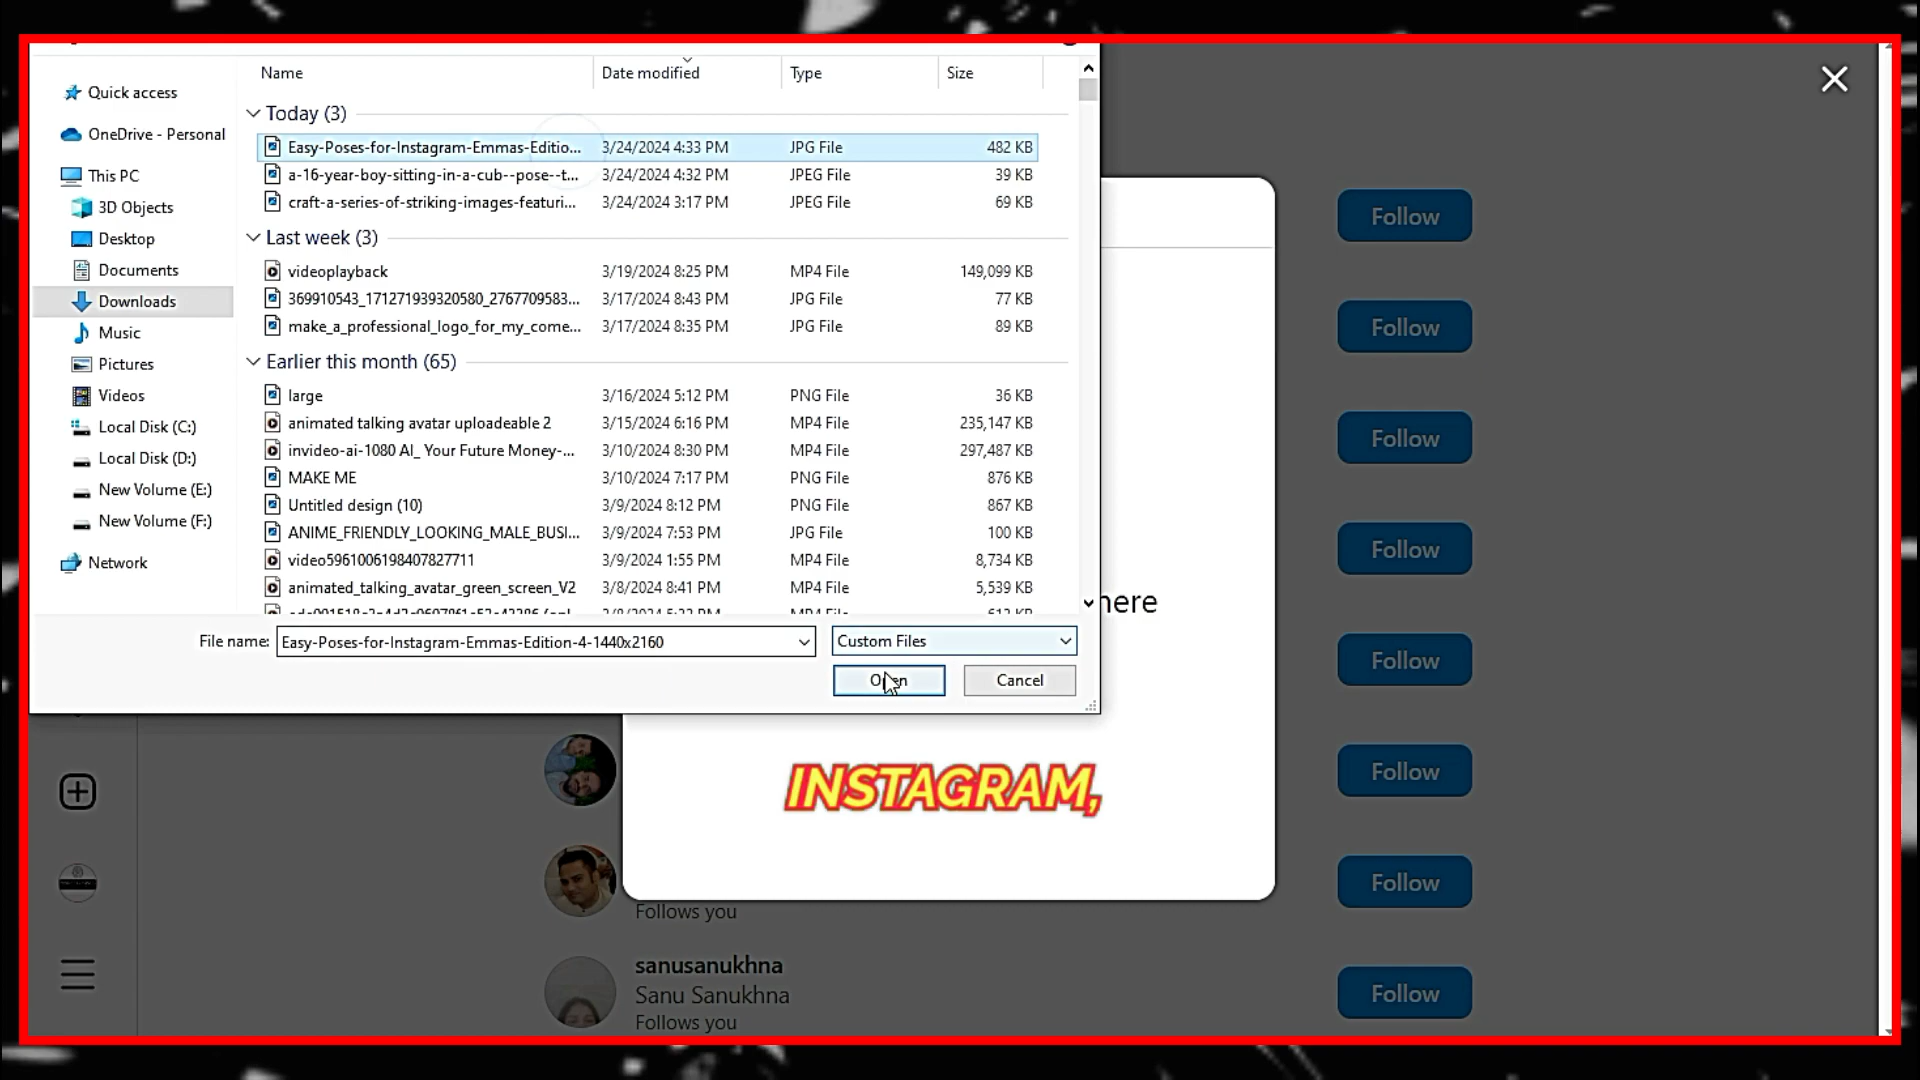 Name Date modified Type Size
Quick access
OneDrive - Personal
This PC
3D Objects
Desktop
Documents
Downloads
Music
Pictures
Videos
Local Disk (C:)
Local Disk (D:)
New Volume (E:)
New Volume (F:)
Network
Today (3)
Easy-Poses-for-Instagram-Emmas-Editio... 3/24/2024 4:33 PM JPG File 482 KB
a-16-year-boy-sitting-in-a-cub--pose--t... 3/24/2024 4:32 PM JPEG File 39 KB
craft-a-series-of-striking-images-featuri... 3/24/2024 3:17 PM JPEG File 69 KB
Last week (3)
videoplayback 3/19/2024 8:25 PM MP4 File 149,099 KB
369910543_171271939320580_2767709583... 3/17/2024 8:43 PM JPG File 77 KB
make_a_professional_logo_for_my_come... 3/17/2024 8:35 PM JPG File 89 KB
Earlier this month (65)
large 3/16/2024 5:12 PM PNG File 36 KB
animated talking avatar uploadeable 2 3/15/2024 6:16 PM MP4 File 235,147 KB
invideo-ai-1080 AI_ Your Future Money-... 3/10/2024 8:30 PM MP4 File 297,487 KB
MAKE ME 3/10/2024 7:17 PM PNG File 876 KB
Untitled design (10) 3/9/2024 8:12 PM PNG File 867 KB
ANIME_FRIENDLY_LOOKING_MALE_BUSI... 3/9/2024 7:53 PM JPG File 100 KB
video5961006198407827711 3/9/2024 1:55 PM MP4 File 8,734 KB
animated_talking_avatar_green_screen_V2 3/8/2024 8:41 PM MP4 File 5,539 KB
File name: Easy-Poses-for-Instagram-Emmas-Edition-4-1440x2160 Custom Files
Open Cancel
here
INSTAGRAM,
Follow
Follow
Follow
Follow
Follow
Follow
Follow
Follows you
sanusanukhna
Sanu Sanukhna
Follows you
Follow